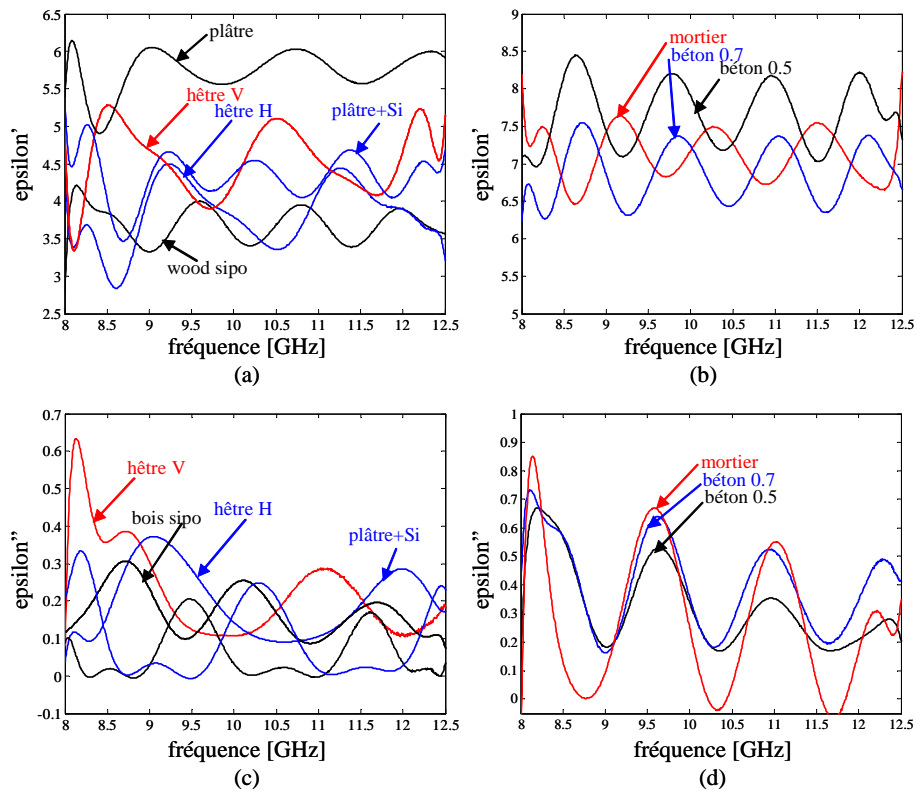 6.5
6
5.5
5
4.5
4
3.5
3
2.5
epsilon’
plâtre
hêtre V
hêtre H
plâtre+Si
wood sipo
8 8.5 9 9.5 10 10.5 11 11.5 12 12.5
fréquence [GHz]
(a)
9
8.5
8
7.5
7
6.5
6
5.5
5
epsilon’
mortier
béton 0.7
béton 0.5
8 8.5 9 9.5 10 10.5 11 11.5 12 12.5
fréquence [GHz]
(b)
0.7
0.6
0.5
0.4
0.3
0.2
0.1
0
-0.1
epsilon”
hêtre V
bois sipo
hêtre H
plâtre+Si
8 8.5 9 9.5 10 10.5 11 11.5 12 12.5
fréquence [GHz]
(c)
1
0.9
0.8
0.7
0.6
0.5
0.4
0.3
0.2
0.1
0
epsilon”
mortier
béton 0.7
béton 0.5
8 8.5 9 9.5 10 10.5 11 11.5 12 12.5
fréquence [GHz]
(d)